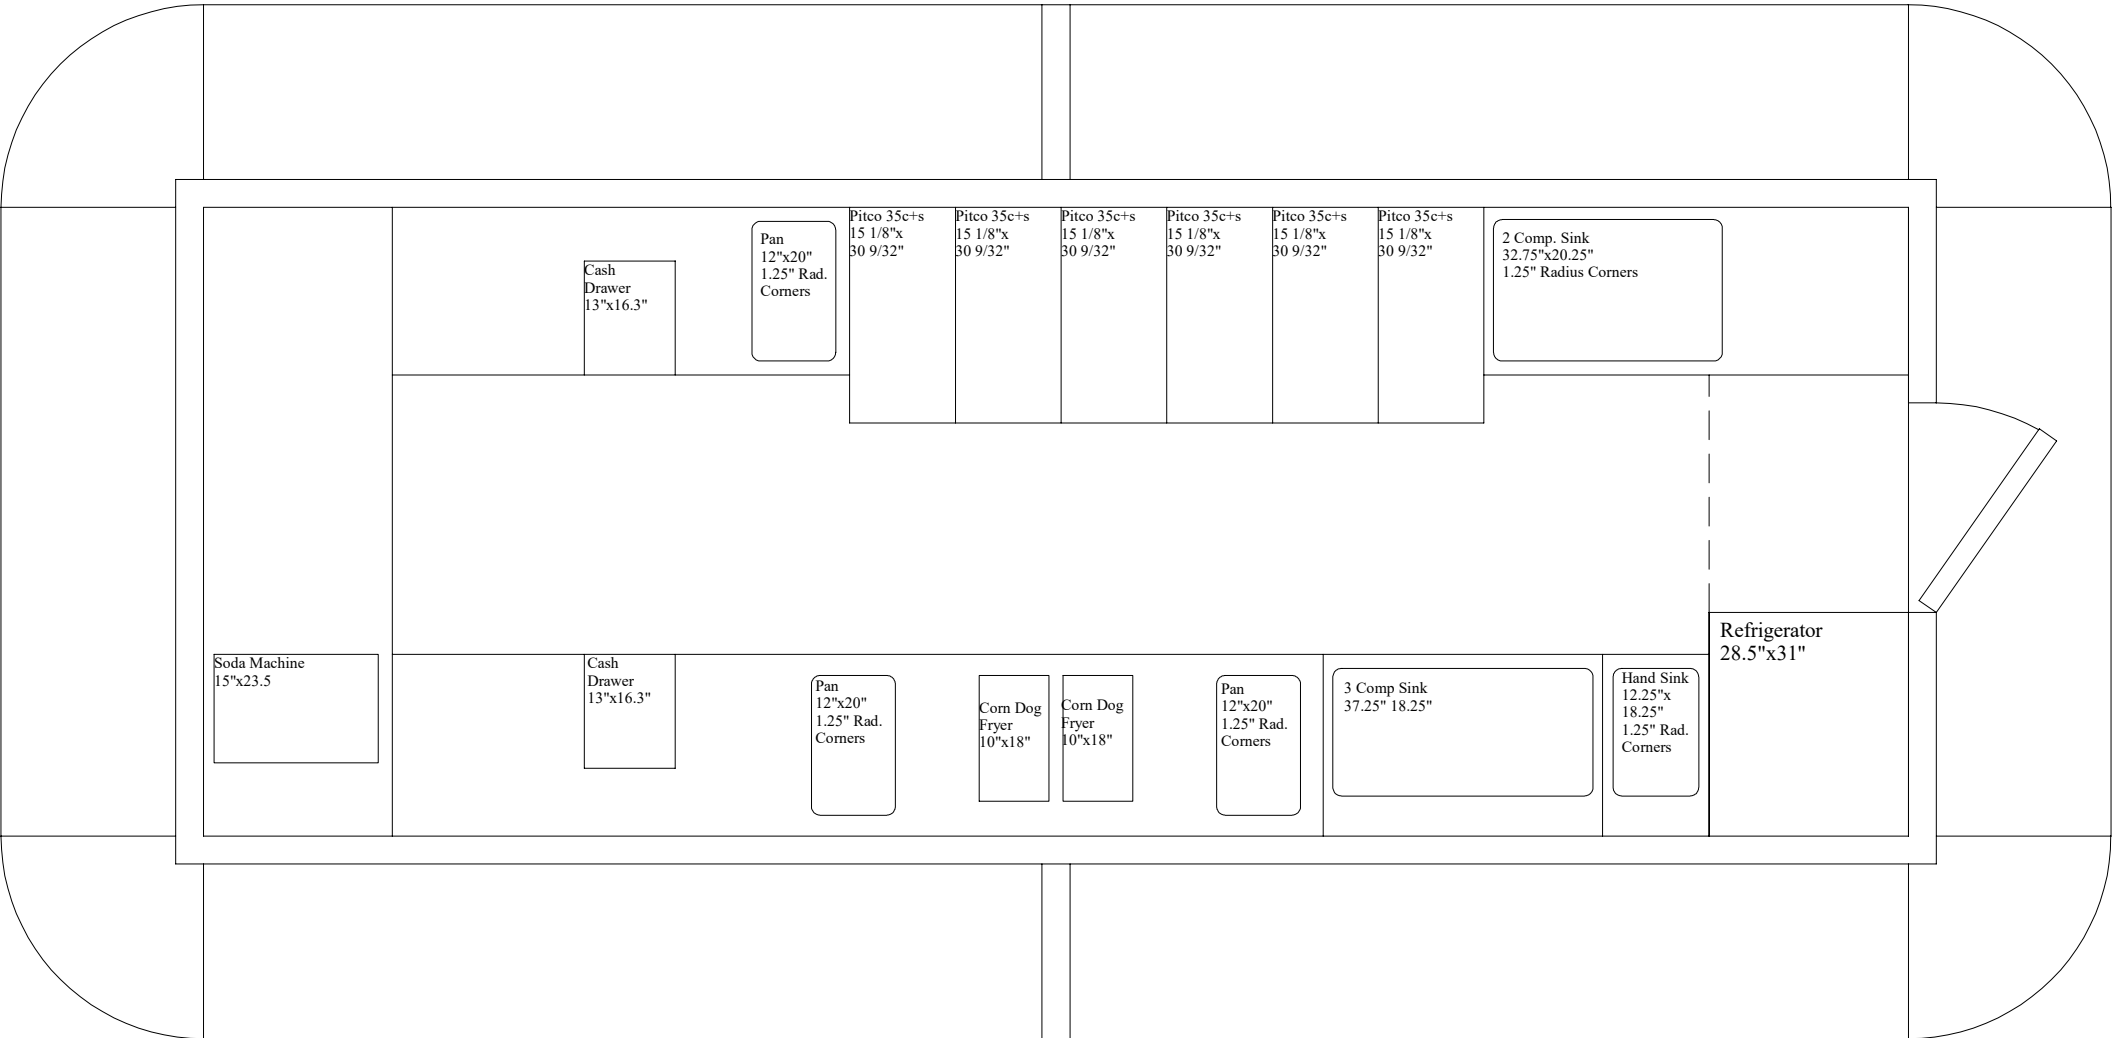 Pitco 35c+s
15 1/8"x
30 9/32"
Pitco 35c+s
15 1/8"x
30 9/32"
Pitco 35c+s
15 1/8"x
30 9/32"
Pitco 35c+s
15 1/8"x
30 9/32"
Pitco 35c+s
15 1/8"x
30 9/32"
Pitco 35c+s
15 1/8"x
30 9/32"
2 Comp. Sink
32.75"x20.25"
1.25" Radius Corners
Pan
12"x20"
1.25" Rad.
Corners
Cash
Drawer
13"x16.3"
Refrigerator
28.5"x31"
Soda Machine
15"x23.5
Cash
Drawer
13"x16.3"
Pan
12"x20"
1.25" Rad.
Corners
Corn Dog
Fryer
10"x18"
Corn Dog
Fryer
10"x18"
Pan
12"x20"
1.25" Rad.
Corners
3 Comp Sink
37.25" 18.25"
Hand Sink
12.25"x
18.25"
1.25" Rad.
Corners